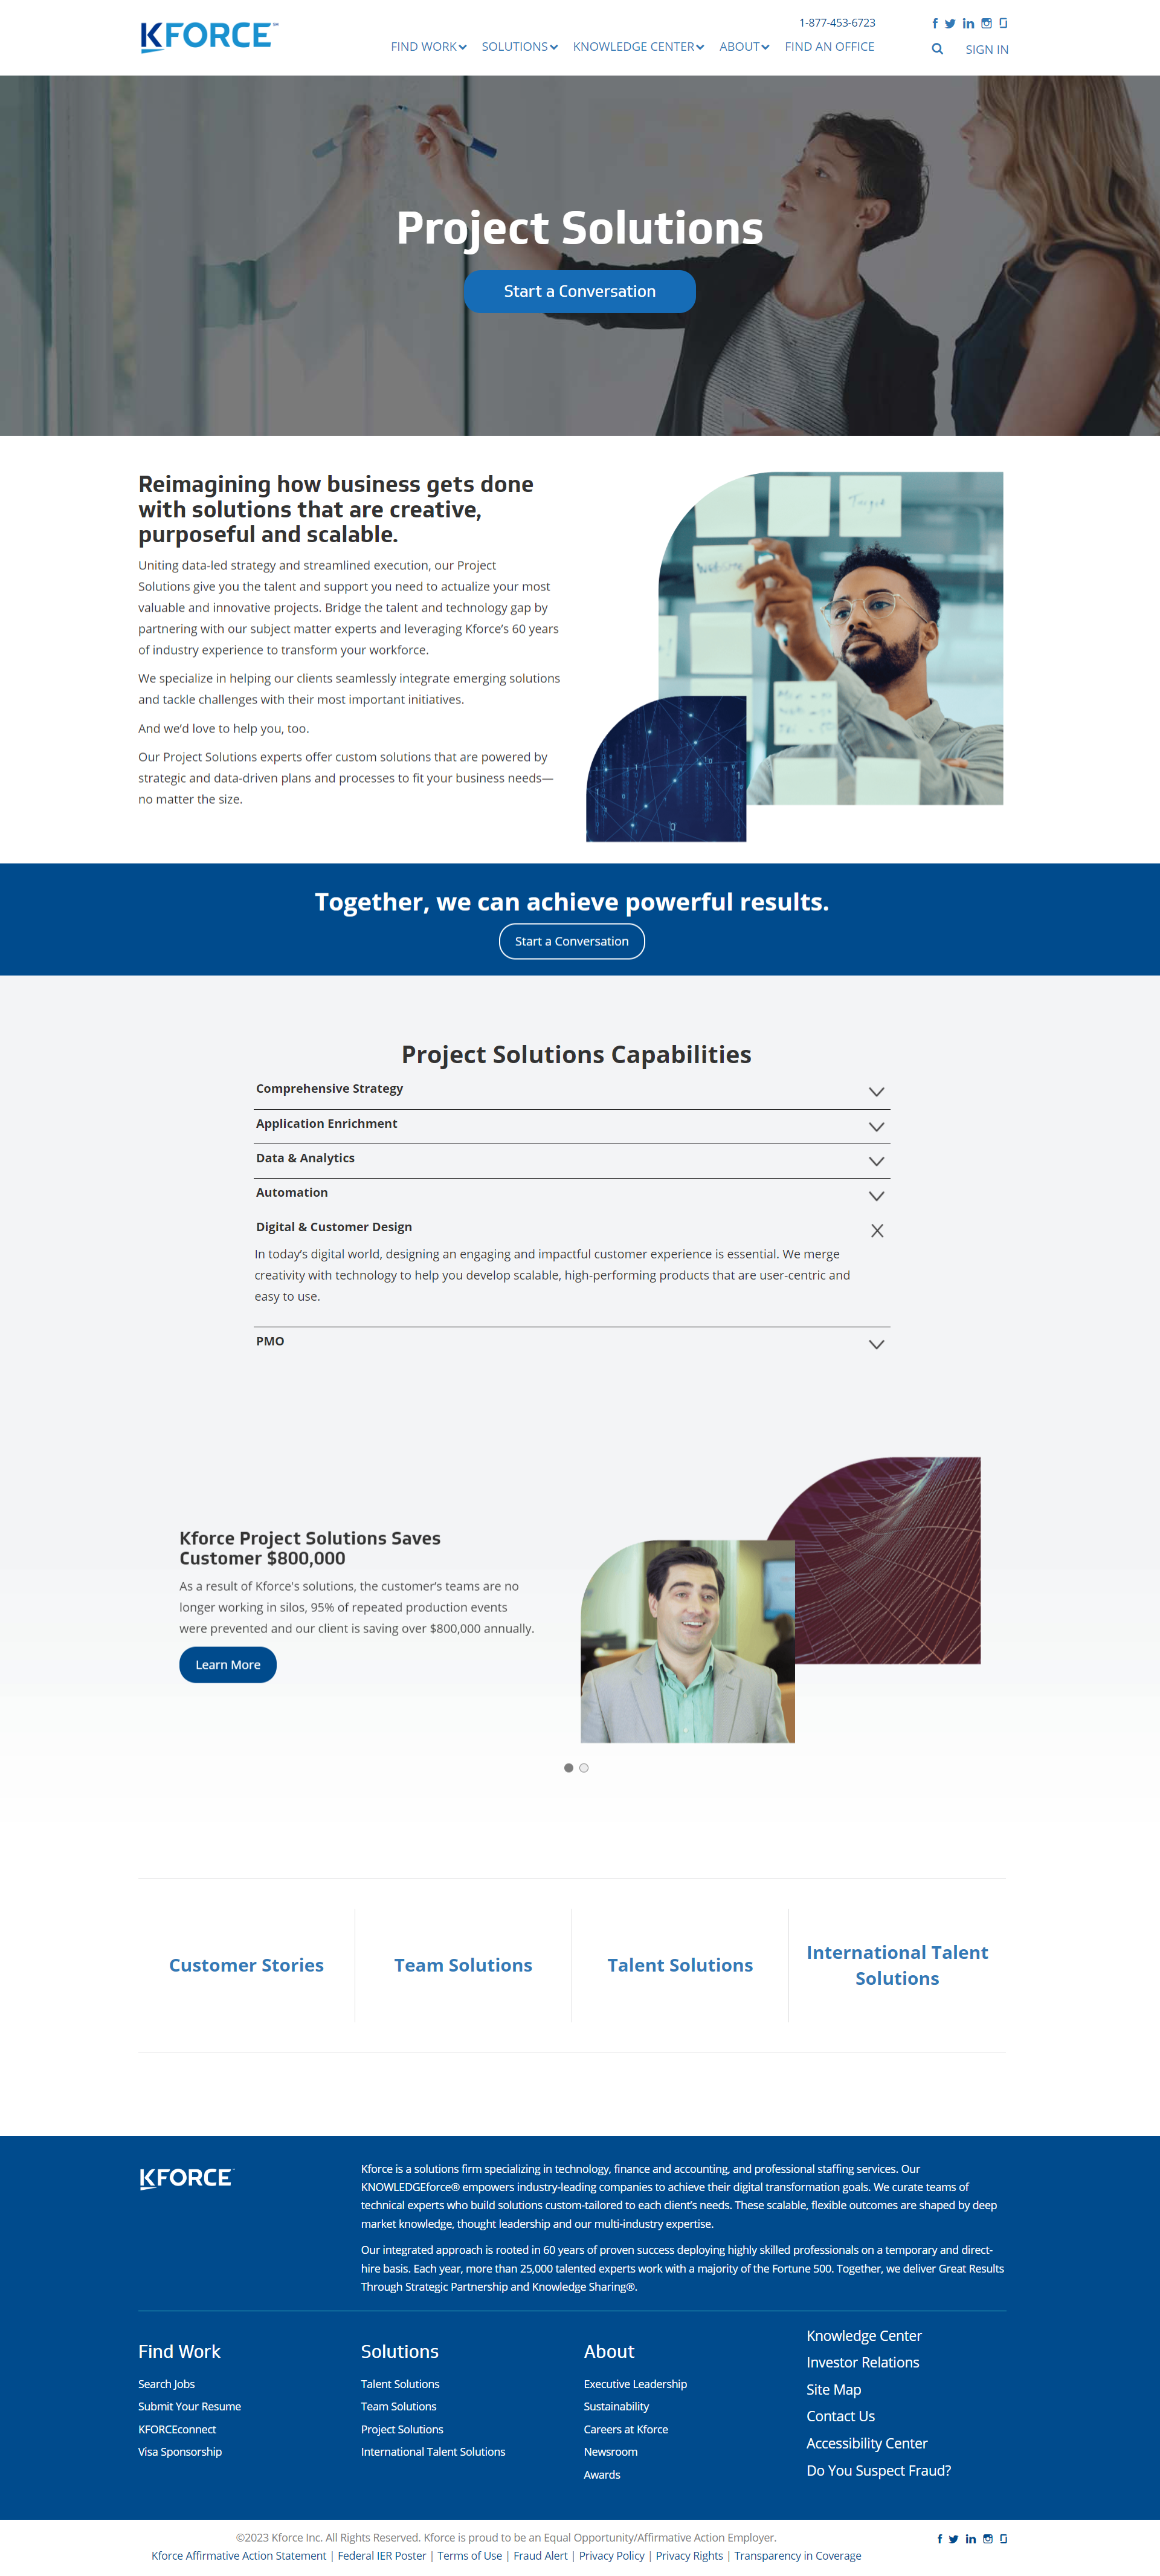 KFORCE
1-877-453-6723
FIND WORK
SOLUTIONS
KNOWLEDGE CENTER
ABOUT
FIND AN OFFICE
SIGN IN
Project Solutions
Start a Conversation
Reimagining how business gets done
with solutions that are creative,
purposeful and scalable.
Uniting data-led strategy and streamlined execution, our Project
Solutions give you the talent and support you need to actualize your most
valuable and innovative projects. Bridge the talent and technology gap by
partnering with our subject matter experts and leveraging Kforce’s 60 years
of industry experience to transform your workforce.
We specialize in helping our clients seamlessly integrate emerging solutions
and tackle challenges with their most important initiatives.
And we’d love to help you, too.
Our Project Solutions experts offer custom solutions that are powered by
strategic and data-driven plans and processes to fit your business needs—
no matter the size.
Together, we can achieve powerful results.
Start a Conversation
Project Solutions Capabilities
Comprehensive Strategy
Application Enrichment
Data & Analytics
Automation
Digital & Customer Design
In today’s digital world, designing an engaging and impactful customer experience is essential. We merge
creativity with technology to help you develop scalable, high-performing products that are user-centric and
easy to use.
PMO
Kforce Project Solutions Saves
Customer $800,000
As a result of Kforce's solutions, the customer’s teams are no
longer working in silos, 95% of repeated production events
were prevented and our client is saving over $800,000 annually.
Learn More
Customer Stories
Team Solutions
Talent Solutions
International Talent
Solutions
KFORCE
Kforce is a solutions firm specializing in technology, finance and accounting, and professional staffing services. Our
KNOWLEDGEforce® empowers industry-leading companies to achieve their digital transformation goals. We curate teams of
technical experts who build solutions custom-tailored to each client’s needs. These scalable, flexible outcomes are shaped by deep
market knowledge, thought leadership and our multi-industry expertise.
Our integrated approach is rooted in 60 years of proven success deploying highly skilled professionals on a temporary and direct-
hire basis. Each year, more than 25,000 talented experts work with a majority of the Fortune 500. Together, we deliver Great Results
Through Strategic Partnership and Knowledge Sharing®.
Find Work
Search Jobs
Submit Your Resume
KFORCEconnect
Visa Sponsorship
Solutions
Talent Solutions
Team Solutions
Project Solutions
International Talent Solutions
About
Executive Leadership
Sustainability
Careers at Kforce
Newsroom
Awards
Knowledge Center
Investor Relations
Site Map
Contact Us
Accessibility Center
Do You Suspect Fraud?
©2023 Kforce Inc. All Rights Reserved. Kforce is proud to be an Equal Opportunity/Affirmative Action Employer.
Kforce Affirmative Action Statement | Federal IER Poster | Terms of Use | Fraud Alert | Privacy Policy | Privacy Rights | Transparency in Coverage